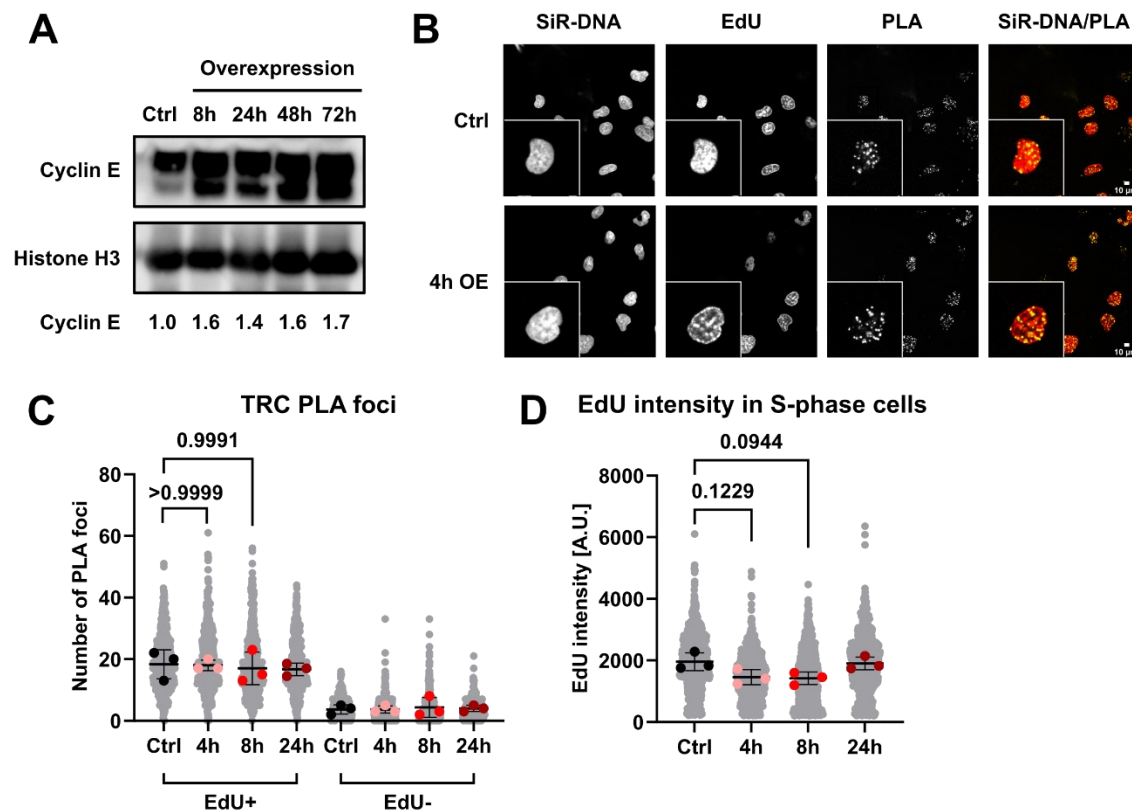 A
Overexpression
Ctrl 8h 24h 48h 72h
Cyclin E
Histone H3
Cyclin E 1.0 1.6 1.4 1.6 1.7
B
SiR-DNA EdU PLA SiR-DNA/PLA
Ctrl
10 µm
4h OE
10 µm
C
TRC PLA foci
0.9991
>0.9999
Number of PLA foci
80
60
40
20
0
Ctrl 4h 8h 24h Ctrl 4h 8h 24h
EdU+ EdU-
D
EdU intensity in S-phase cells
0.0944
0.1229
EdU intensity [A.U.]
8000
6000
4000
2000
0
Ctrl 4h 8h 24h